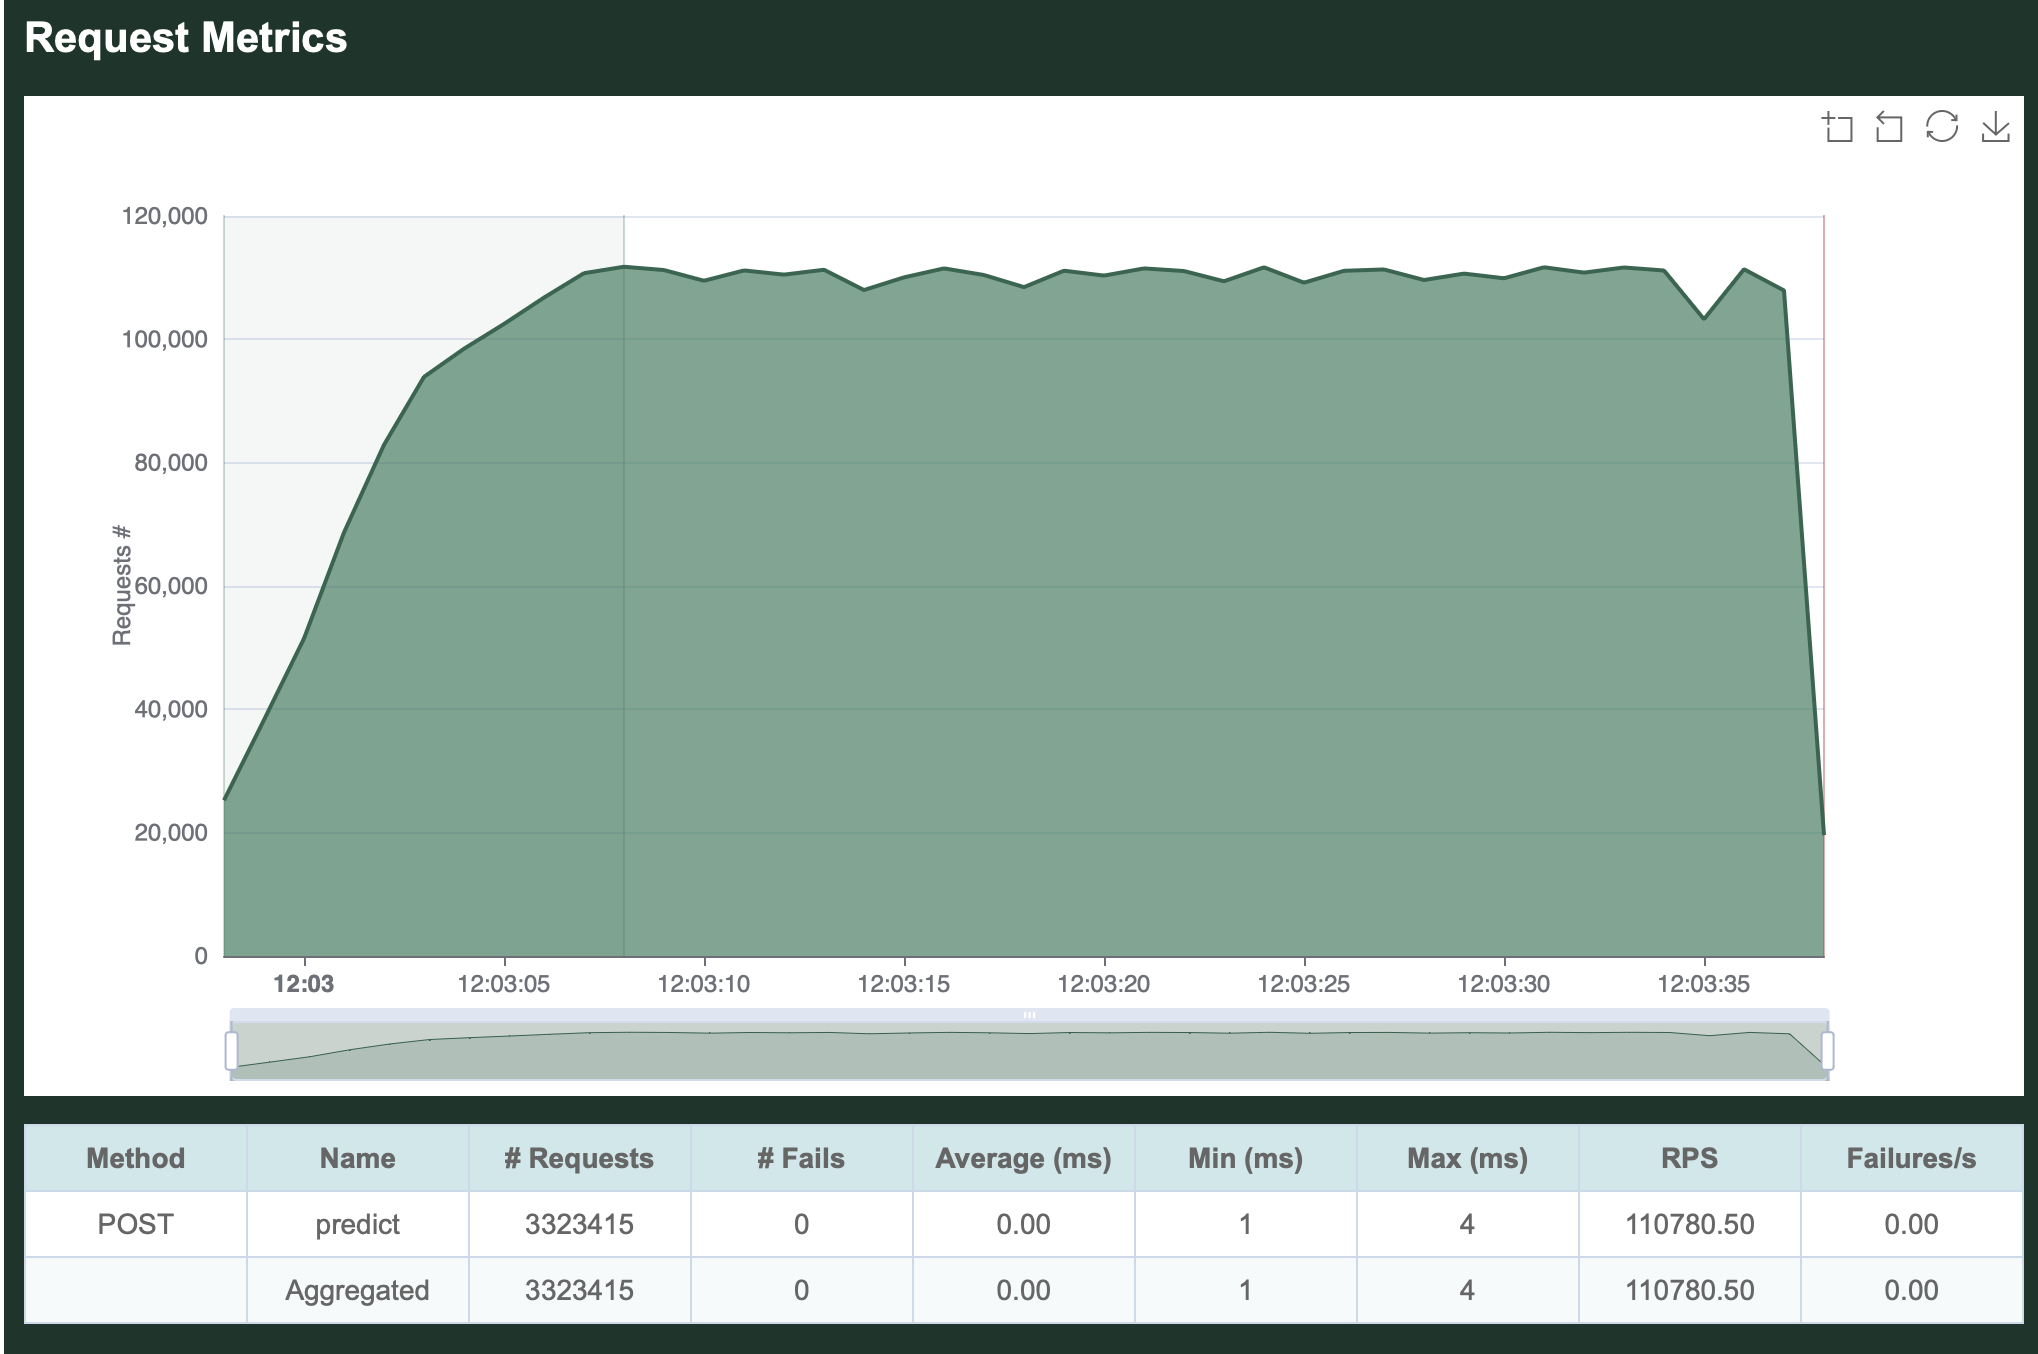 Request Metrics
120,000
100,000
80,000
60,000
40,000
20,000
0
Requests #
12:03 12:03:05 12:03:10 12:03:15 12:03:20 12:03:25 12:03:30 12:03:35
Method Name # Requests # Fails Average (ms) Min (ms) Max (ms) RPS Failures/s
POST predict 3323415 0 0.00 1 4 110780.50 0.00
Aggregated 3323415 0 0.00 1 4 110780.50 0.00